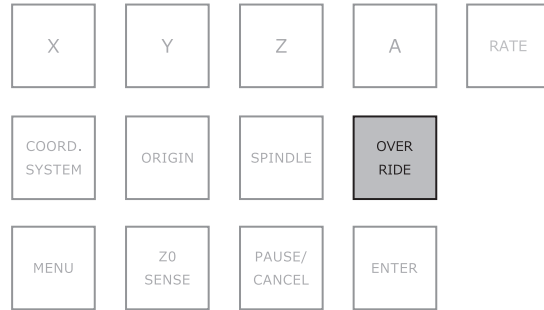 X
Y
Z
A
RATE
COORD.
SYSTEM
ORIGIN
SPINDLE
OVER
RIDE
MENU
Z0
SENSE
PAUSE/
CANCEL
ENTER